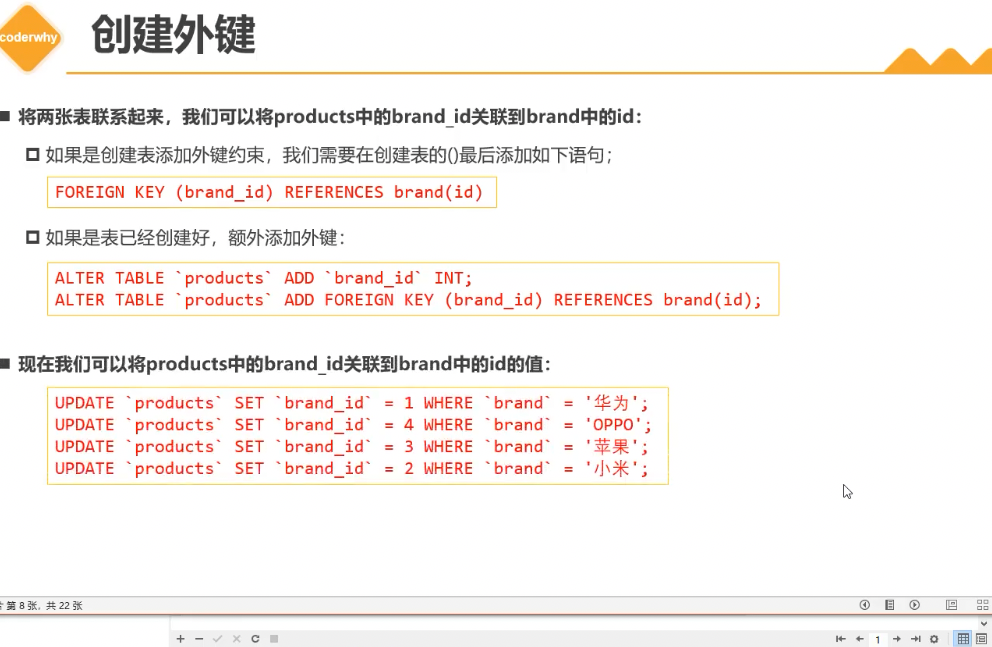 coderwhy
创建外键
将两张表联系起来，我们可以将products中的brand_id关联到brand中的id：
如果是创建表添加外键约束，我们需要在创建表的()最后添加如下语句；
FOREIGN KEY (brand_id) REFERENCES brand(id)
如果是表已经创建好，额外添加外键：
ALTER TABLE `products` ADD `brand_id` INT;
ALTER TABLE `products` ADD FOREIGN KEY (brand_id) REFERENCES brand(id);
现在我们可以将products中的brand_id关联到brand中的id的值：
UPDATE `products` SET `brand_id` = 1 WHERE `brand` = '华为';
UPDATE `products` SET `brand_id` = 4 WHERE `brand` = 'OPPO';
UPDATE `products` SET `brand_id` = 3 WHERE `brand` = '苹果';
UPDATE `products` SET `brand_id` = 2 WHERE `brand` = '小米';
第 8 张，共 22 张
1